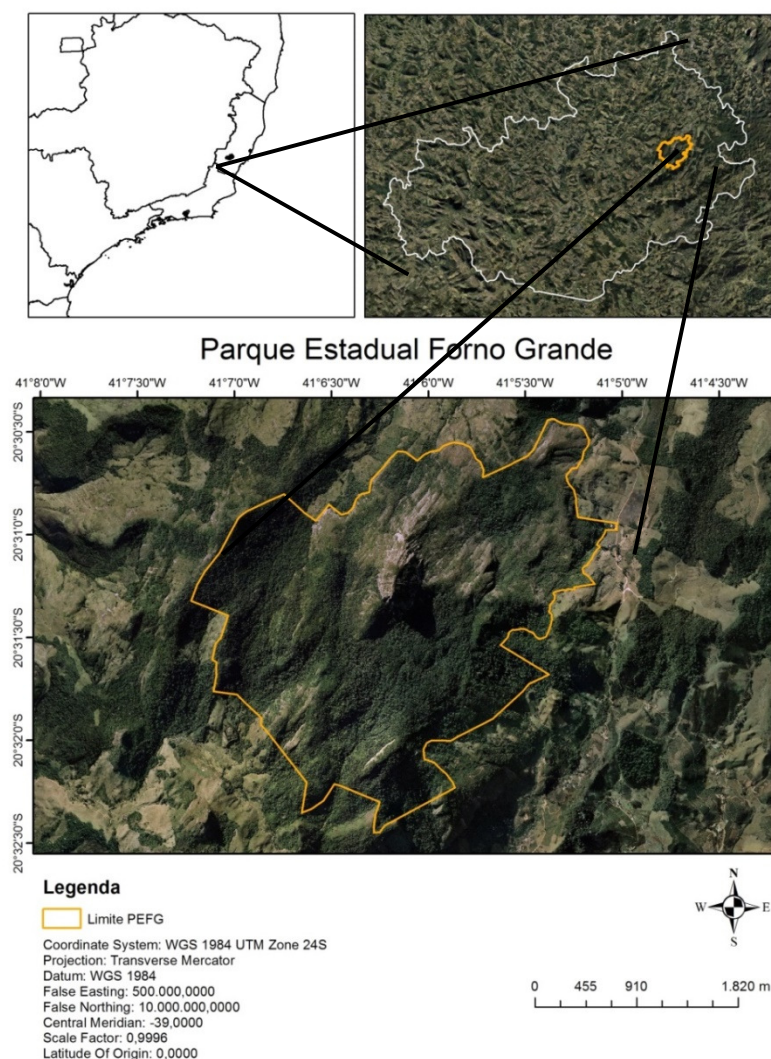 Parque Estadual Forno Grande
41°8'0"W 41°7'30"W 41°7'0"W 41°6'30"W 41°6'0"W 41°5'30"W 41°5'0"W 41°4'30"W
20°30'30"S
20°31'0"S
20°31'30"S
20°32'0"S
20°32'30"S
Legenda
Limite PEFG
Coordinate System: WGS 1984 UTM Zone 24S
Projection: Transverse Mercator
Datum: WGS 1984
False Easting: 500.000,0000
False Northing: 10.000.000,0000
Central Meridian: -39,0000
Scale Factor: 0,9996
Latitude Of Origin: 0,0000
N
W E
S
0 455 910 1.820 m